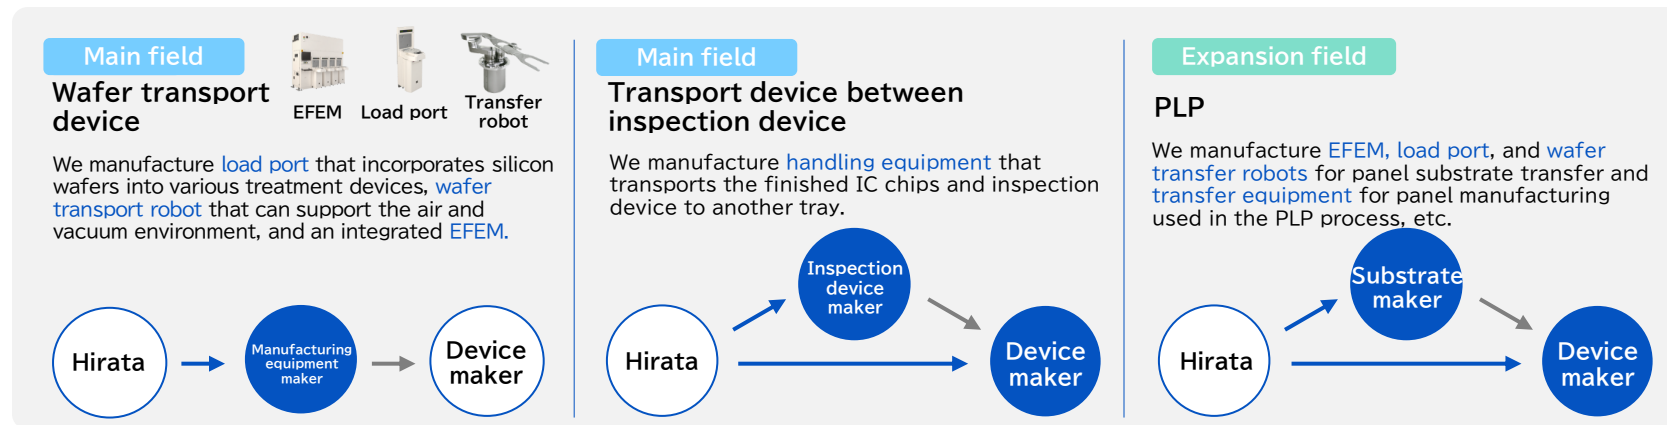 Main field
Wafer transport
device
EFEM
Load port
Transfer
robot
We manufacture load port that incorporates silicon
wafers into various treatment devices, wafer
transport robot that can support the air and
vacuum environment, and an integrated EFEM.
Hirata
Manufacturing
equipment
maker
Device
maker
Main field
Transport device between
inspection device
We manufacture handling equipment that
transports the finished IC chips and inspection
device to another tray.
Inspection
device
maker
Hirata
Device
maker
Expansion field
PLP
We manufacture EFEM, load port, and wafer
transfer robots for panel substrate transfer and
transfer equipment for panel manufacturing
used in the PLP process, etc.
Substrate
maker
Hirata
Device
maker